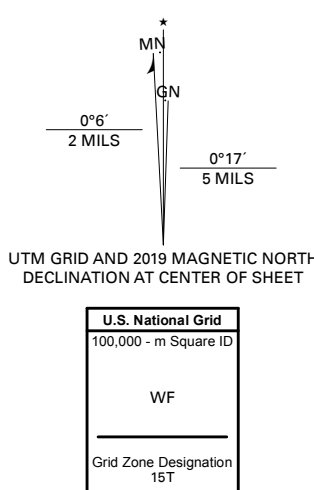 ★
MN
GN
0°6´
2 MILS
0°17´
5 MILS
UTM GRID AND 2019 MAGNETIC NORTH
DECLINATION AT CENTER OF SHEET
U.S. National Grid
100,000 - m Square ID
WF
Grid Zone Designation
15T